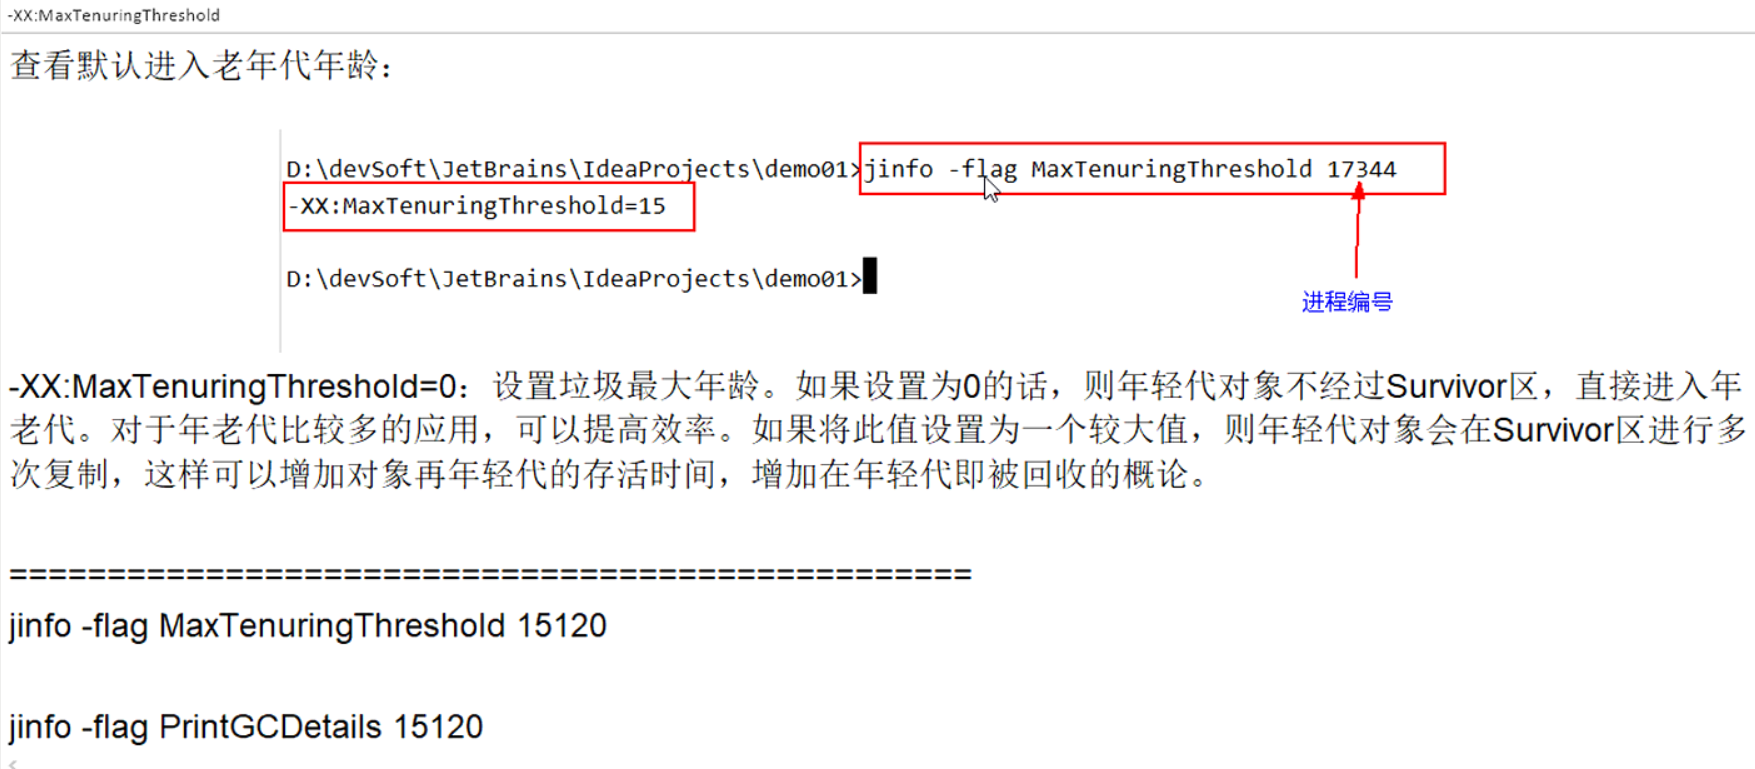 -XX:MaxTenuringThreshold
查看默认进入老年代年龄：
D:\devSoft\JetBrains\IdeaProjects\demo01>jinfo -flag MaxTenuringThreshold 17344
-XX:MaxTenuringThreshold=15
D:\devSoft\JetBrains\IdeaProjects\demo01>
进程编号
-XX:MaxTenuringThreshold=0：设置垃圾最大年龄。如果设置为0的话，则年轻代对象不经过Survivor区，直接进入年
老代。对于年老代比较多的应用，可以提高效率。如果将此值设置为一个较大值，则年轻代对象会在Survivor区进行多
次复制，这样可以增加对象再年轻代的存活时间，增加在年轻代即被回收的概论。
==================================================
jinfo -flag MaxTenuringThreshold 15120
jinfo -flag PrintGCDetails 15120